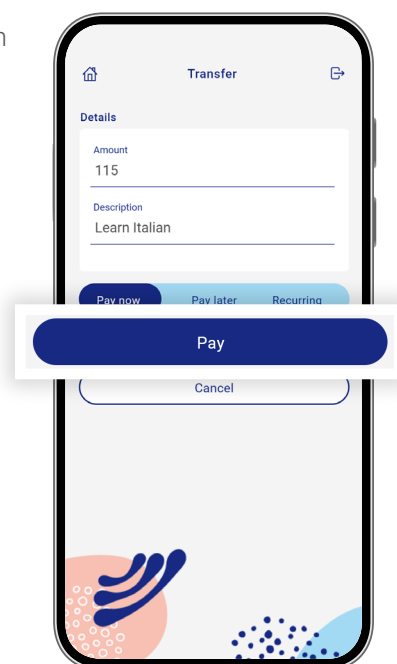 Transfer
Details
Amount
115
Description
Learn Italian
Pay now Pay later Recurring
Pay
Cancel